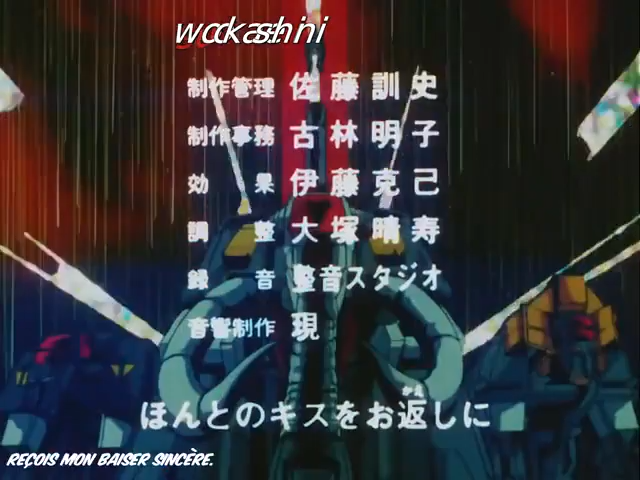 制作管理 佐藤訓史
制作事務 古林明子
効果 伊藤克己
調整 大塚晴寿
録音 整音スタジオ
音響制作 現
ほんとのキスをお返しに
かえ
REÇOIS MON BAISER SINCÈRE.